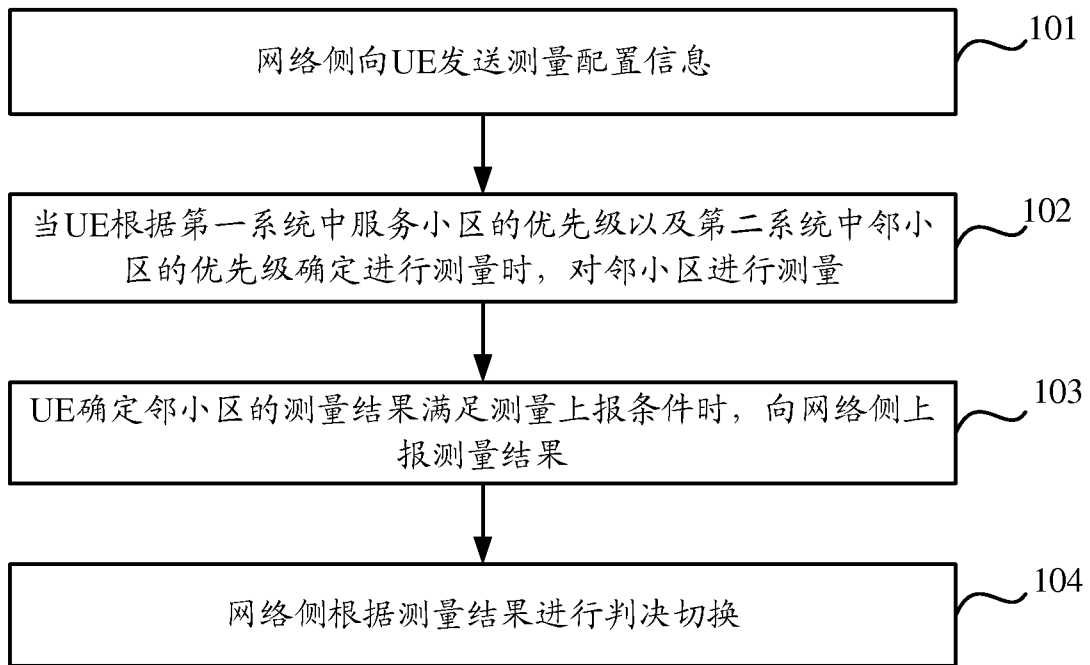 网络侧向UE发送测量配置信息
101
当UE根据第一系统中服务小区的优先级以及第二系统中邻小
区的优先级确定进行测量时，对邻小区进行测量
102
UE确定邻小区的测量结果满足测量上报条件时，向网络侧上
报测量结果
103
网络侧根据测量结果进行判决切换
104